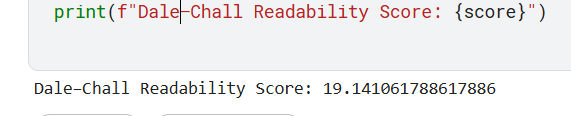 print(f"Dale-Chall Readability Score: {score}")
Dale-Chall Readability Score: 19.141061788617886